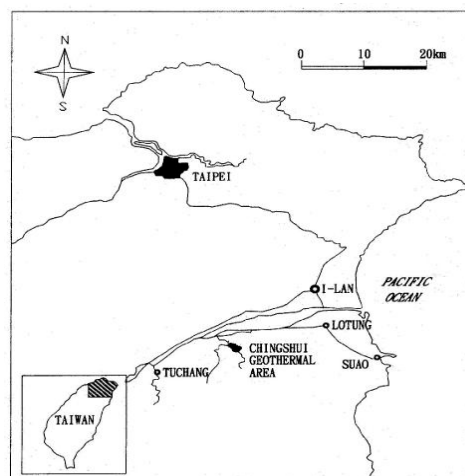 N
S
0 10 20km
TAIPEI
I-LAN
PACIFIC
OCEAN
LOTUNG
SUAO
CHINGSHUI
GEOTHERMAL
AREA
TUCHANG
TAIWAN